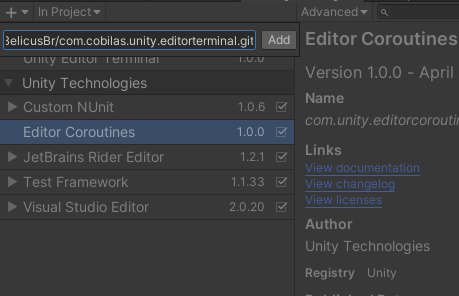 In Project
Advanced
BelicusBr/com.cobilas.unity.editorterminal.git
Add
Unity Editor Terminal 1.0.0
Unity Technologies
Custom NUnit 1.0.6
Editor Coroutines 1.0.0
JetBrains Rider Editor 1.2.1
Test Framework 1.1.33
Visual Studio Editor 2.0.20
Editor Coroutines
Version 1.0.0 - April
Name
com.unity.editorcorouti
Links
View documentation
View changelog
View licenses
Author
Unity Technologies
Registry Unity